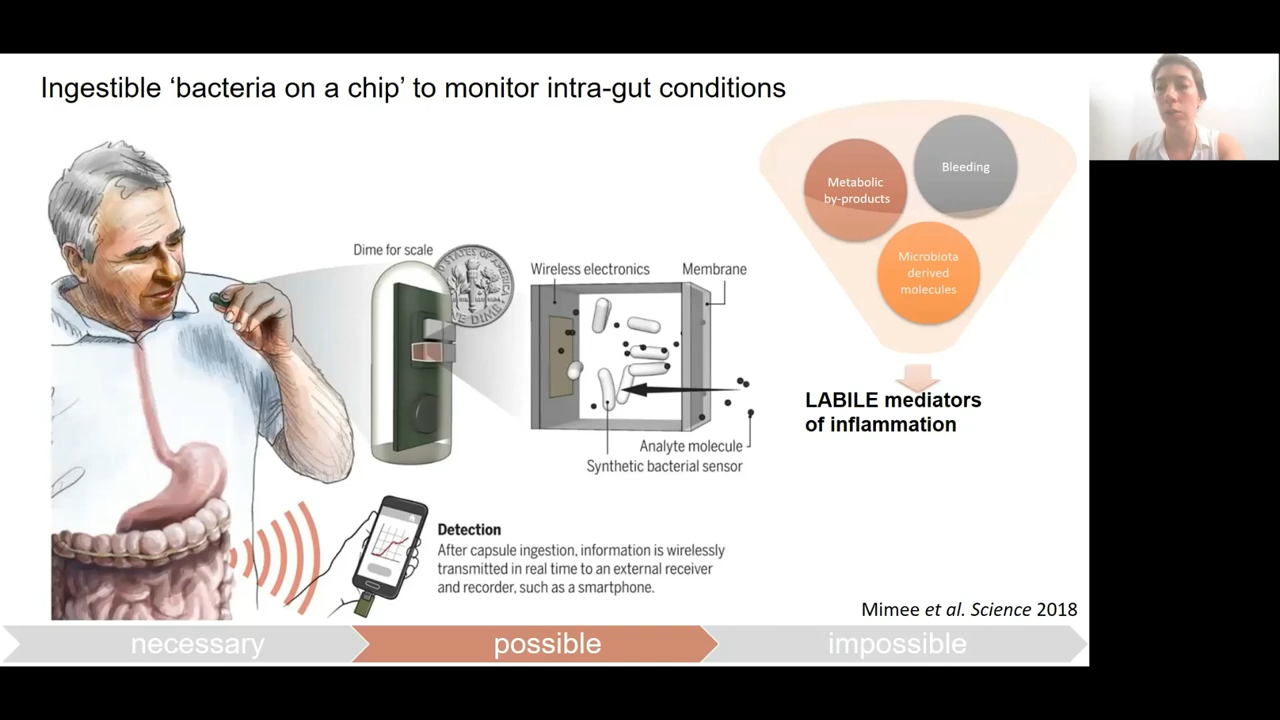 Ingestible ‘bacteria on a chip’ to monitor intra-gut conditions
Dime for scale
Wireless electronics
Membrane
Analyte molecule
Synthetic bacterial sensor
Metabolic
by-products
Bleeding
Microbiota
derived
molecules
LABILE mediators
of inflammation
Detection
After capsule ingestion, information is wirelessly
transmitted in real time to an external receiver
and recorder, such as a smartphone.
Mimee et al. Science 2018
necessary
possible
impossible